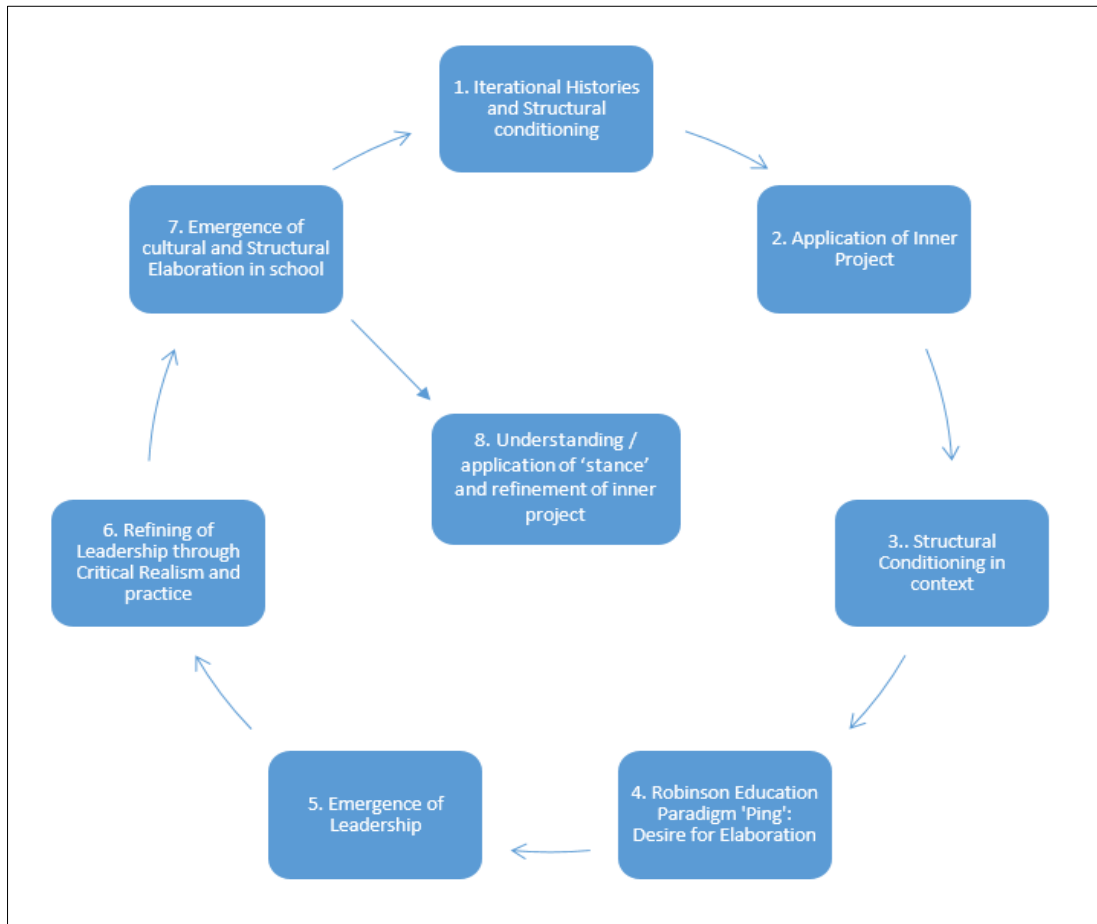 1. Iterational Histories
and Structural
conditioning
2. Application of Inner
Project
3.. Structural
Conditioning in
context
4. Robinson Education
Paradigm 'Ping':
Desire for Elaboration
5. Emergence of
Leadership
6. Refining of
Leadership through
Critical Realism and
practice
7. Emergence of
cultural and Structural
Elaboration in school
8. Understanding /
application of ‘stance’
and refinement of inner
project